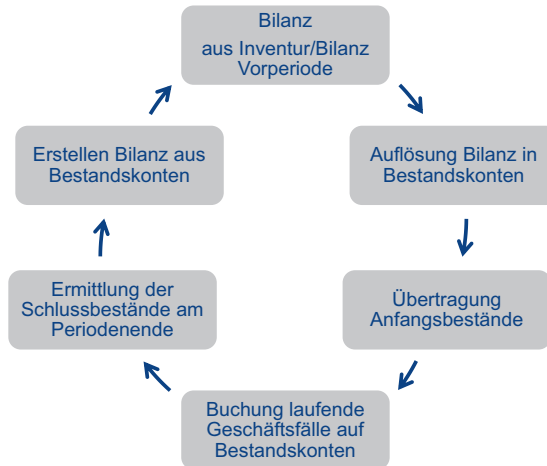 Bilanz
aus Inventur/Bilanz
Vorperiode
Auflösung Bilanz in
Bestandskonten
Übertragung
Anfangsbestände
Buchung laufende
Geschäftsfälle auf
Bestandskonten
Ermittlung der
Schlussbestände am
Periodenende
Erstellen Bilanz aus
Bestandskonten